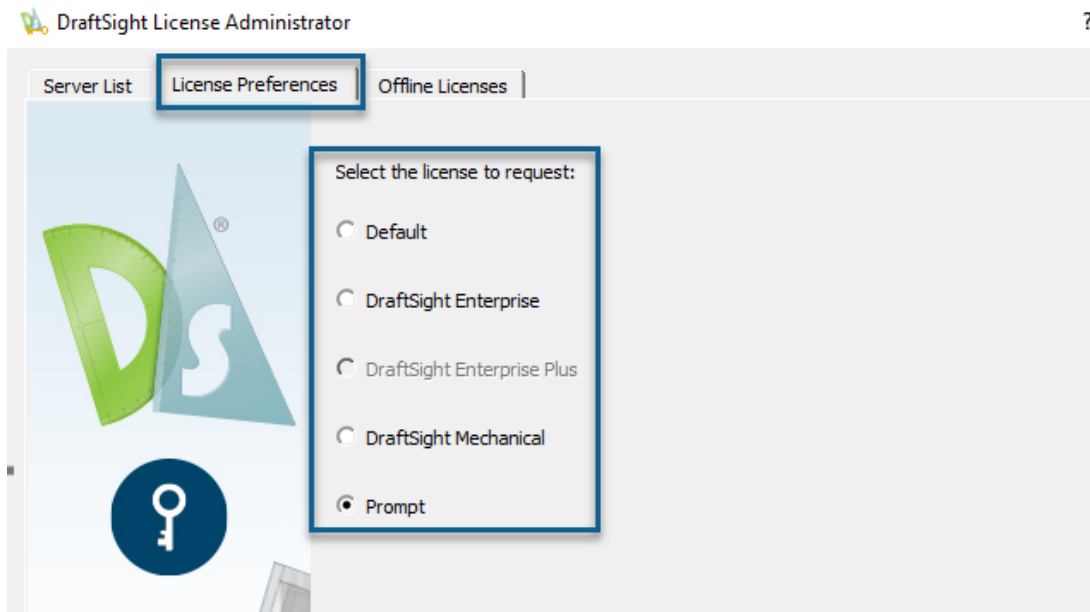 DraftSight License Administrator
?
Server List License Preferences Offline Licenses
Select the license to request:
Default
DraftSight Enterprise
DraftSight Enterprise Plus
DraftSight Mechanical
Prompt
DS
®